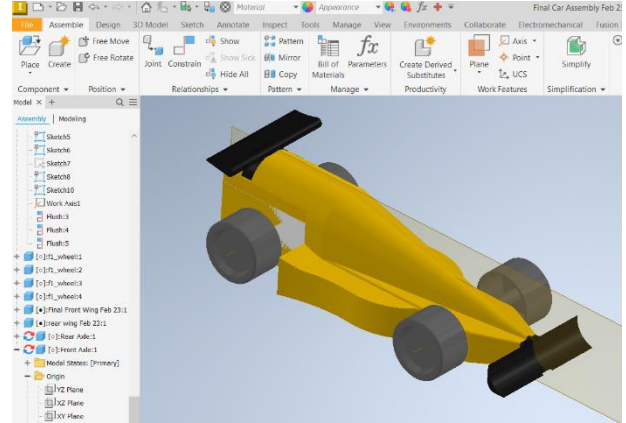 Material
Appearance
fx
Final Car Assembly Feb 23
File Assemble Design 3D Model Sketch Annotate Inspect Tools Manage View Environments Collaborate Electromechanical Fusion
Place Create
Free Move
Free Rotate
Joint Constrain
Show
Show Sick
Hide All
Pattern
Mirror
Copy
Bill of Materials
fx
Parameters
Create Derived Substitutes
Plane
Axis
Point
UCS
Simplify
Component Position Relationships Pattern Manage Productivity Work Features Simplification
Model × +
Assembly | Modeling
Sketch5
Sketch6
Sketch7
Sketch8
Sketch10
Work Axis1
Flush:3
Flush:4
Flush:5
[○]:f1_wheel:1
[○]:f1_wheel:2
[○]:f1_wheel:3
[○]:f1_wheel:4
[●]:Final Front Wing Feb 23:1
[●]:rear wing Feb 23:1
[○]:Rear Axle:1
[○]:Front Axle:1
Model States: [Primary]
Origin
YZ Plane
XZ Plane
XY Plane